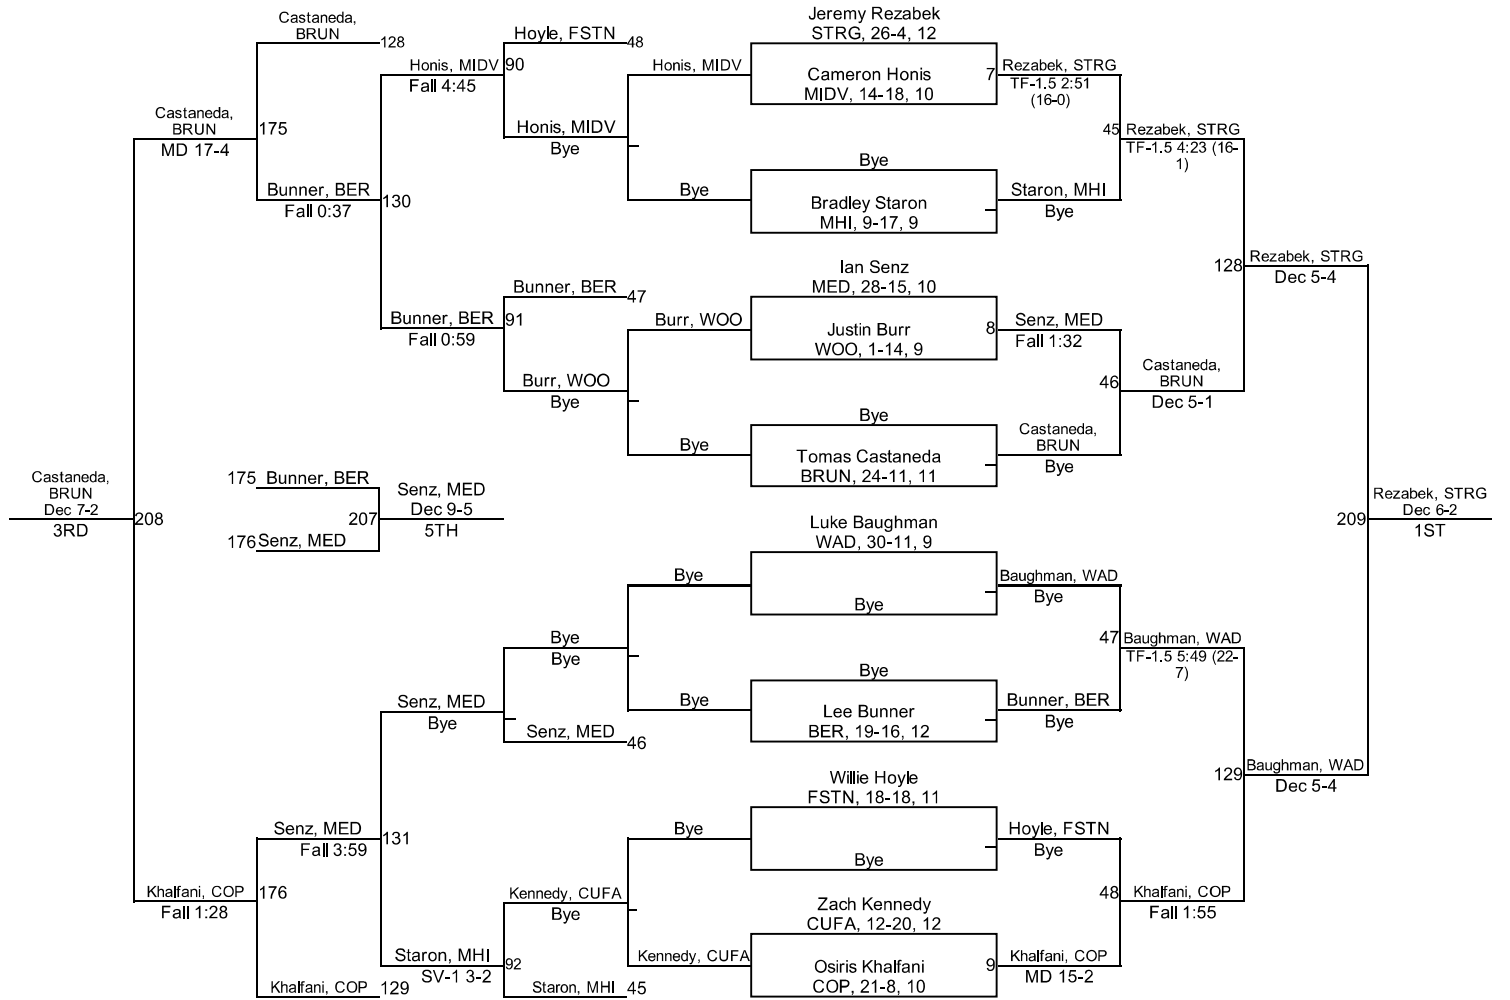 Jeremy Rezabek
STRG, 26-4, 12
Castaneda,
BRUN
128
Hoyle, FSTN
48
Honis, MIDV
90
Fall 4:45
Honis, MIDV
Cameron Honis
MIDV, 14-18, 10
7
Rezabek, STRG
TF-1.5 2:51
(16-0)
Castaneda,
BRUN
175
MD 17-4
Honis, MIDV
Bye
45
Rezabek, STRG
TF-1.5 4:23 (16-
1)
Bye
Bunner, BER
130
Fall 0:37
Bye
Bradley Staron
MHI, 9-17, 9
Staron, MHI
Bye
Ian Senz
MED, 28-15, 10
128
Rezabek, STRG
Dec 5-4
Bunner, BER
47
Bunner, BER
91
Fall 0:59
Burr, WOO
Justin Burr
WOO, 1-14, 9
8
Senz, MED
Fall 1:32
Burr, WOO
Bye
46
Castaneda,
BRUN
Dec 5-1
Bye
Bye
Tomas Castaneda
BRUN, 24-11, 11
Castaneda,
BRUN
Bye
Castaneda,
BRUN
Dec 7-2
3RD
208
175
Bunner, BER
207
Senz, MED
Dec 9-5
5TH
176
Senz, MED
209
Rezabek, STRG
Dec 6-2
1ST
Luke Baughman
WAD, 30-11, 9
Bye
Bye
Baughman, WAD
Bye
Bye
Bye
47
Baughman, WAD
TF-1.5 5:49 (22-
7)
Bye
Senz, MED
Bye
Bye
Lee Bunner
BER, 19-16, 12
Bunner, BER
Bye
Senz, MED
46
129
Baughman, WAD
Dec 5-4
Willie Hoyle
FSTN, 18-18, 11
Senz, MED
131
Fall 3:59
Bye
Bye
Hoyle, FSTN
Bye
Khalfani, COP
176
Fall 1:28
Kennedy, CUFA
Bye
48
Khalfani, COP
Fall 1:55
Zach Kennedy
CUFA, 12-20, 12
Staron, MHI
92
SV-1 3-2
Kennedy, CUFA
Osiris Khalfani
COP, 21-8, 10
9
Khalfani, COP
MD 15-2
Khalfani, COP
129
Staron, MHI
45